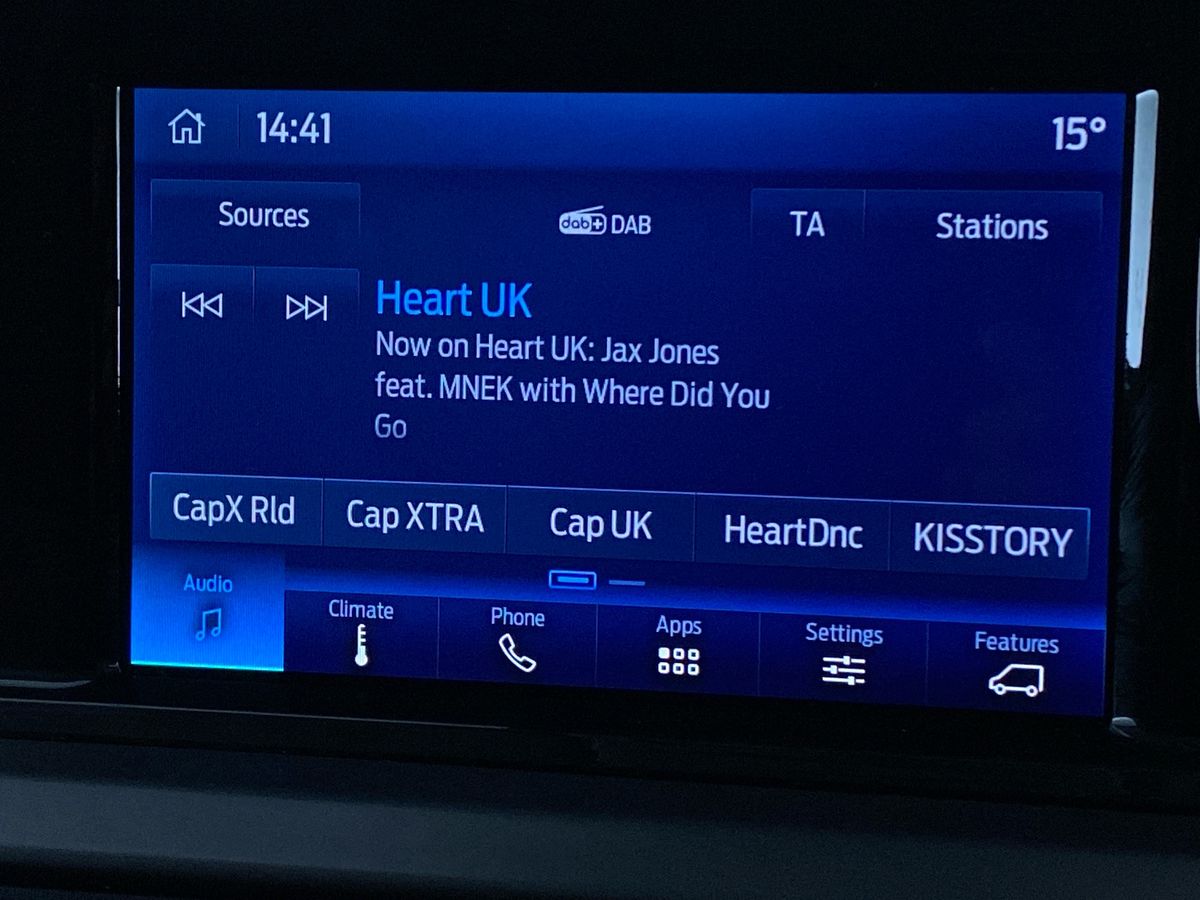 14:41
15°
Sources
dab+ DAB
TA
Stations
Heart UK
Now on Heart UK: Jax Jones
feat. MNEK with Where Did You
Go
CapX Rld
Cap XTRA
Cap UK
HeartDnc
KISSTORY
Audio
Climate
Phone
Apps
Settings
Features